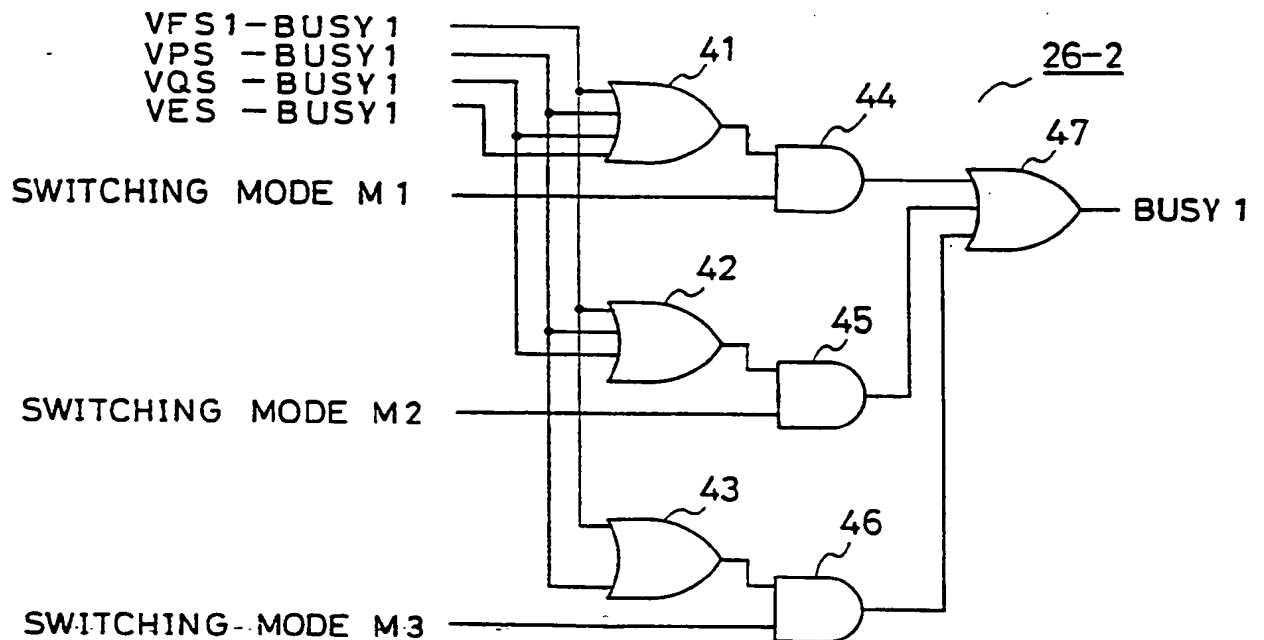 VFS1-BUSY1
VPS -BUSY1
VQS -BUSY1
VES -BUSY1
41
26-2
44
47
SWITCHING MODE M1
BUSY 1
42
45
SWITCHING MODE M2
43
46
SWITCHING MODE M3